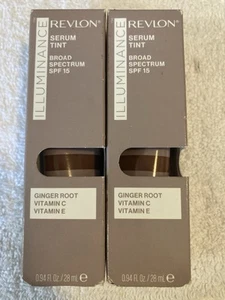 ILLUMINANCE
REVLON
SERUM
TINT
BROAD
SPECTRUM
SPF 15
GINGER ROOT
VITAMIN C
VITAMIN E
0.94 Fl. Oz./28 mL e
ILLUMINANCE
REVLON
SERUM
TINT
BROAD
SPECTRUM
SPF 15
GINGER ROOT
VITAMIN C
VITAMIN E
0.94 Fl. Oz./28 mL e